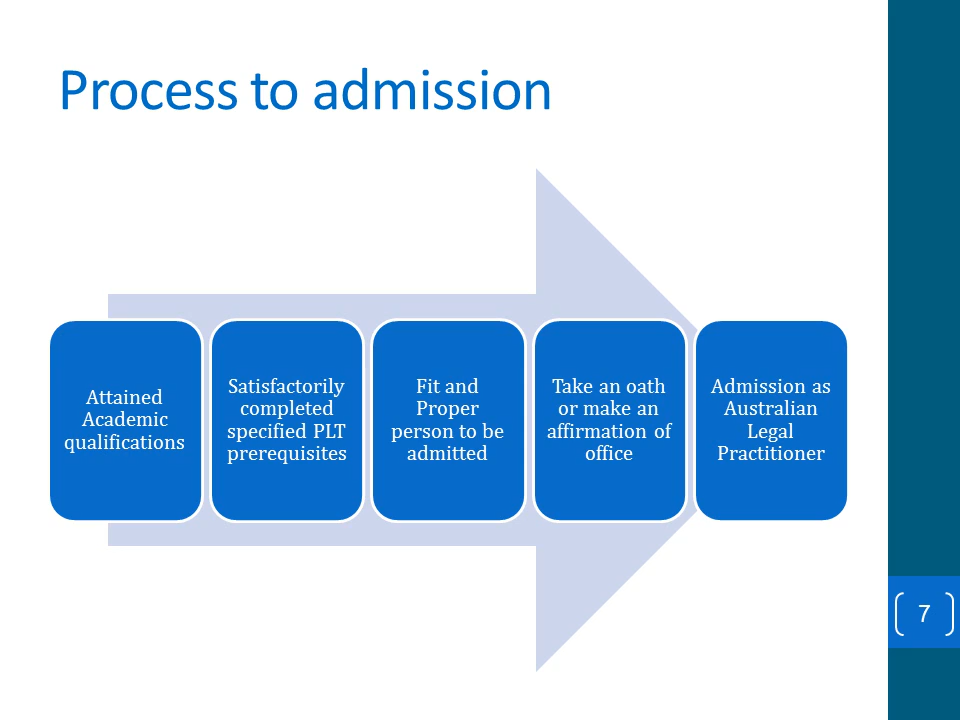 Process to admission
Attained
Academic
qualifications
Satisfactorily
completed
specified PLT
prerequisites
Fit and
Proper
person to be
admitted
Take an oath
or make an
affirmation of
office
Admission as
Australian
Legal
Practitioner
7